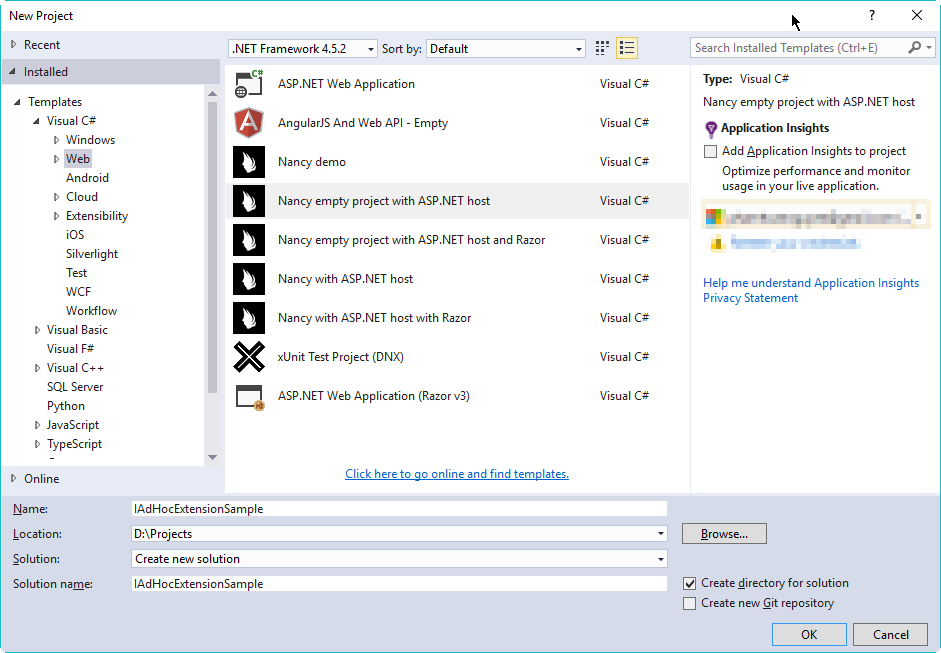 New Project
?
Recent
.NET Framework 4.5.2
Sort by:
Default
Search Installed Templates (Ctrl+E)
Installed
Templates
Visual C#
Windows
Web
Android
Cloud
Extensibility
iOS
Silverlight
Test
WCF
Workflow
Visual Basic
Visual F#
Visual C++
SQL Server
Python
JavaScript
TypeScript
Online
ASP.NET Web Application Visual C#
AngularJS And Web API - Empty Visual C#
Nancy demo Visual C#
Nancy empty project with ASP.NET host Visual C#
Nancy empty project with ASP.NET host and Razor Visual C#
Nancy with ASP.NET host Visual C#
Nancy with ASP.NET host with Razor Visual C#
xUnit Test Project (DNX) Visual C#
ASP.NET Web Application (Razor v3) Visual C#
Click here to go online and find templates.
Type: Visual C#
Nancy empty project with ASP.NET host
Application Insights
Add Application Insights to project
Optimize performance and monitor
usage in your live application.
Help me understand Application Insights
Privacy Statement
Name: IAdHocExtensionSample
Location: D:\Projects
Browse...
Solution: Create new solution
Solution name: IAdHocExtensionSample
Create directory for solution
Create new Git repository
OK
Cancel